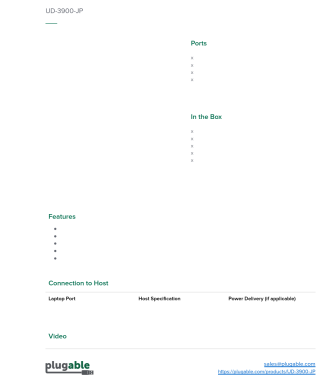 UD-3900-JP
Ports
In the Box
Features
Connection to Host
Laptop Port Host Specification Power Delivery (if applicable)
Video
plugable
sales@plugable.com
https://plugable.com/products/UD-3900-JP